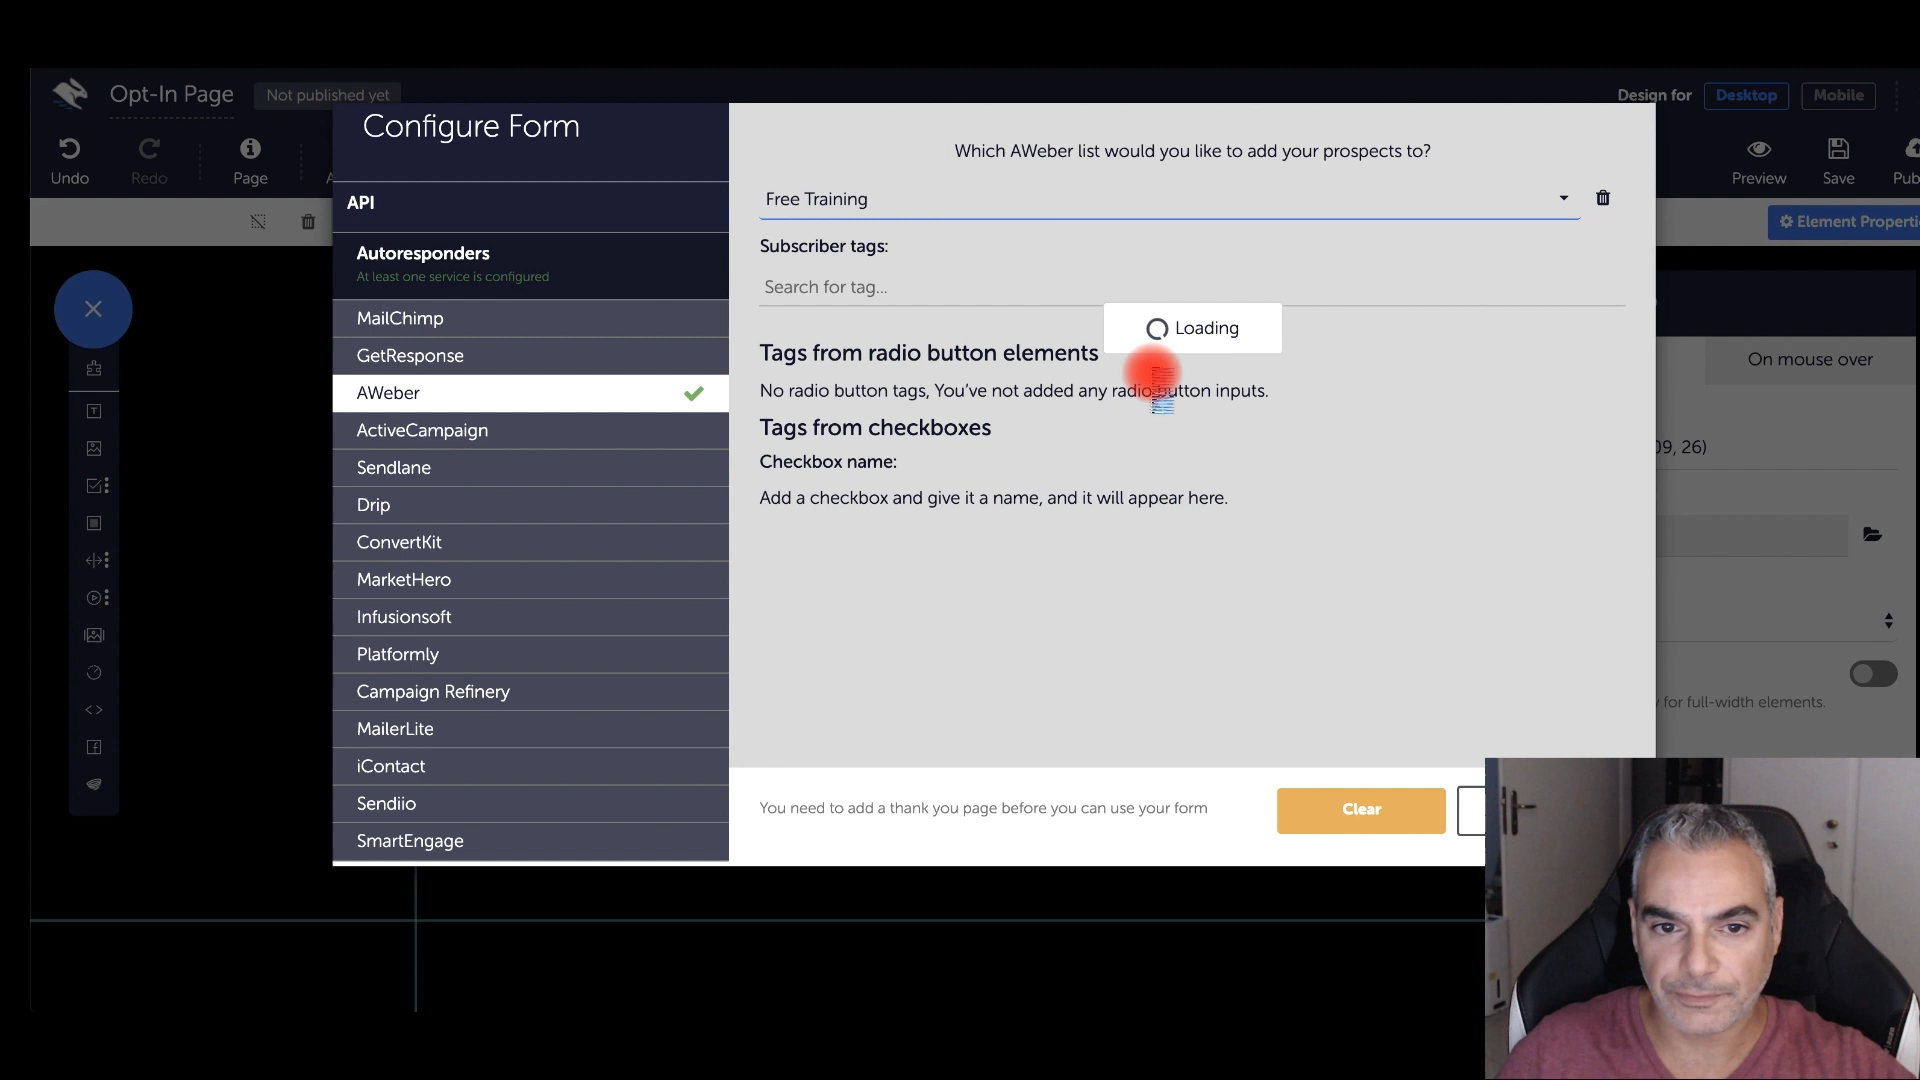 Opt-In Page
Not published yet
Design for
Desktop
Mobile
Undo
Redo
Page
Preview
Save
Configure Form
API
Autoresponders
At least one service is configured
MailChimp
GetResponse
AWeber
ActiveCampaign
Sendlane
Drip
ConvertKit
MarketHero
Infusionsoft
Platformly
Campaign Refinery
MailerLite
iContact
Sendiio
SmartEngage
Which AWeber list would you like to add your prospects to?
Free Training
Subscriber tags:
Search for tag...
Loading
Tags from radio button elements
No radio button tags, You've not added any radio button inputs.
Tags from checkboxes
Checkbox name:
Add a checkbox and give it a name, and it will appear here.
You need to add a thank you page before you can use your form
Clear
Element
On mouse over
09, 26)
for full-width elements.